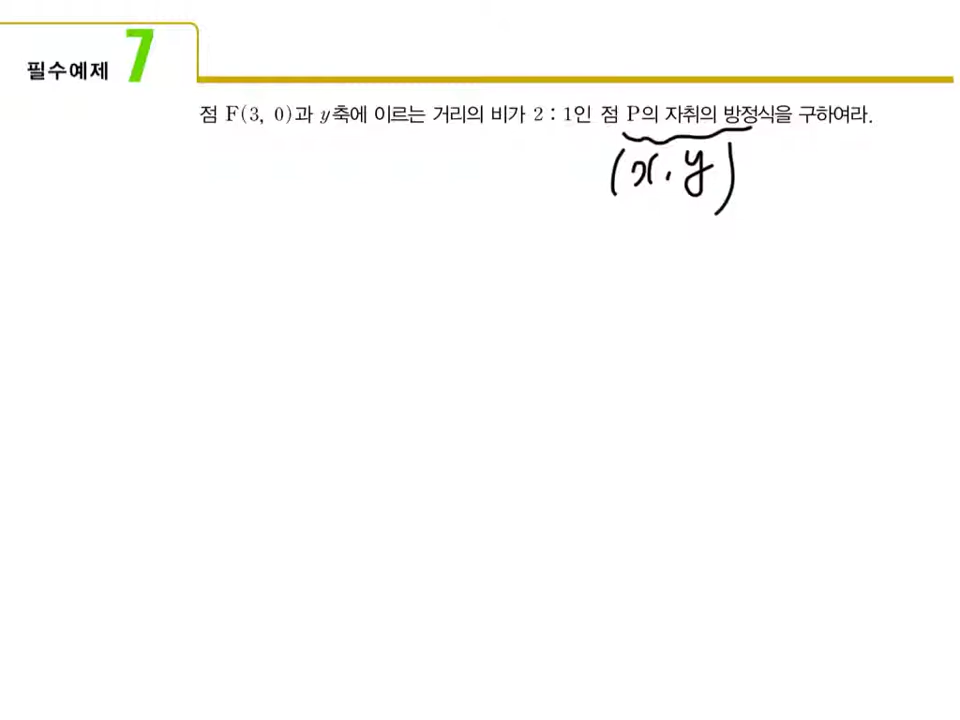 필수예제 7
점 F(3, 0)과 y축에 이르는 거리의 비가 2 : 1인 점 P의 자취의 방정식을 구하여라.
(x, y)